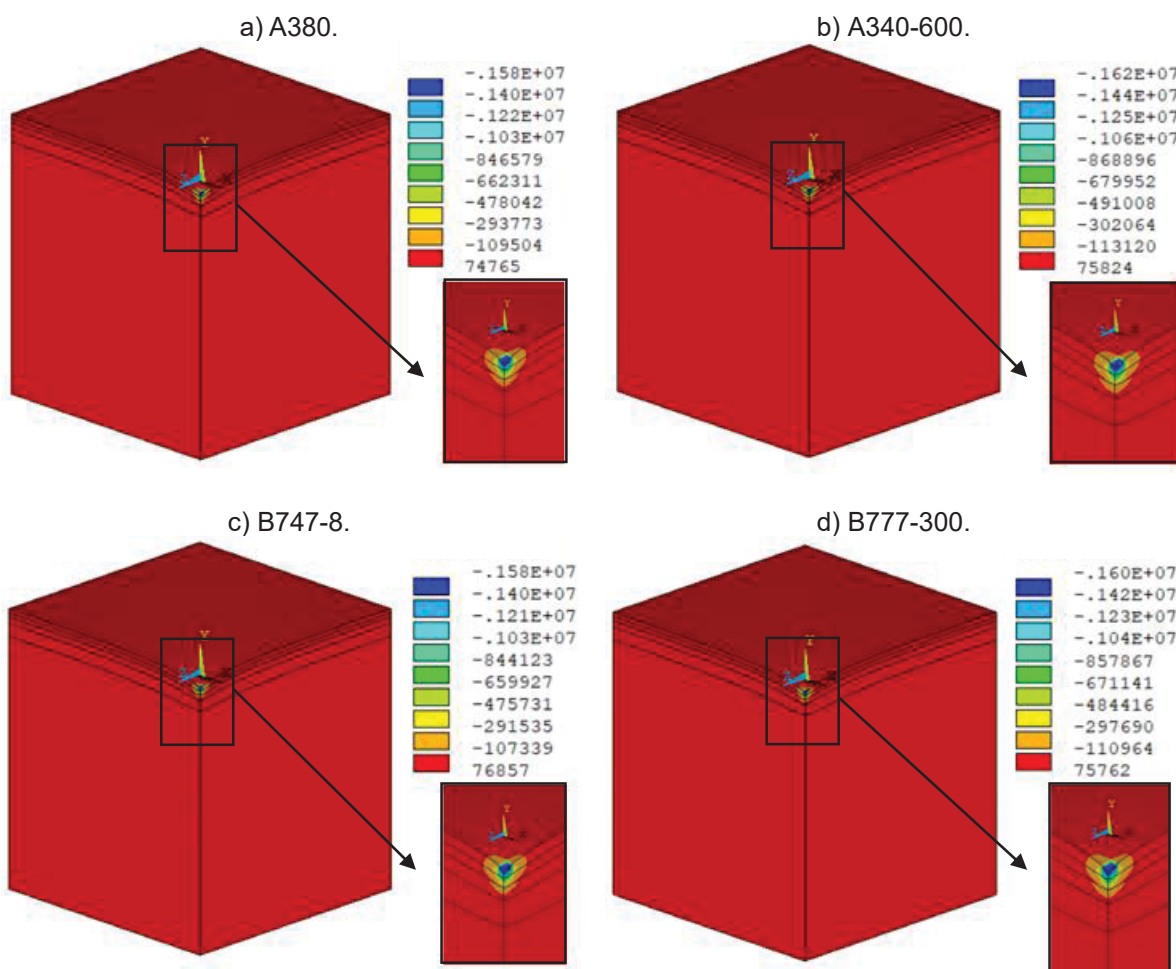 a) A380.
-.158E+07
-.140E+07
-.122E+07
-.103E+07
-846579
-662311
-478042
-293773
-109504
74765
Y
Z
X
Y
Z
X
b) A340-600.
-.162E+07
-.144E+07
-.125E+07
-.106E+07
-868896
-679952
-491008
-302064
-113120
75824
Y
Z
X
Y
Z
X
c) B747-8.
-.158E+07
-.140E+07
-.121E+07
-.103E+07
-844123
-659927
-475731
-291535
-107339
76857
Y
Z
X
Y
Z
X
d) B777-300.
-.160E+07
-.142E+07
-.123E+07
-.104E+07
-857867
-671141
-484416
-297690
-110964
75762
Y
Z
X
Y
Z
X